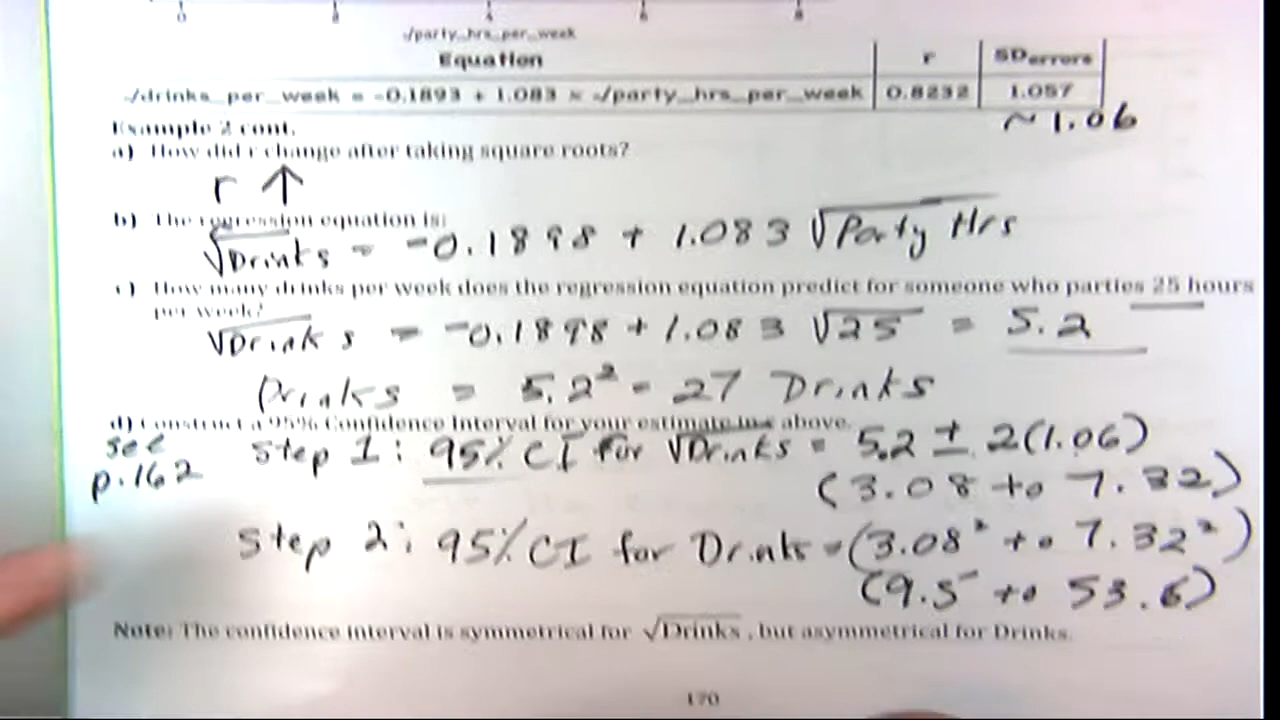 0 2 4 6 8
√party_hrs_per_week
Equation r SDerrors
√drinks_per_week = -0.1893 + 1.083 × √party_hrs_per_week 0.8232 1.057
~ 1.06
Example 2 cont.
a) How did r change after taking square roots?
r ↑
b) The regression equation is:
√Drinks = -0.1898 + 1.083 √Party Hrs
c) How many drinks per week does the regression equation predict for someone who parties 25 hours
per week?
√Drinks = -0.1898 + 1.083 √25 = 5.2
Drinks = 5.2² = 27 Drinks
d) Construct a 95% Confidence Interval for your estimate in c above.
see
p.162
Step 1: 95% CI for √Drinks = 5.2 ± 2(1.06)
(3.08 to 7.32)
Step 2: 95% CI for Drinks = (3.08² to 7.32²)
(9.5 to 53.6)
Note: The confidence interval is symmetrical for √Drinks, but asymmetrical for Drinks.
170